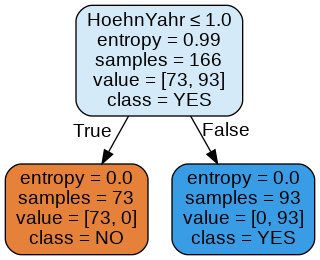 HoehnYahr ≤ 1.0
entropy = 0.99
samples = 166
value = [73, 93]
class = YES
True
False
entropy = 0.0
samples = 73
value = [73, 0]
class = NO
entropy = 0.0
samples = 93
value = [0, 93]
class = YES